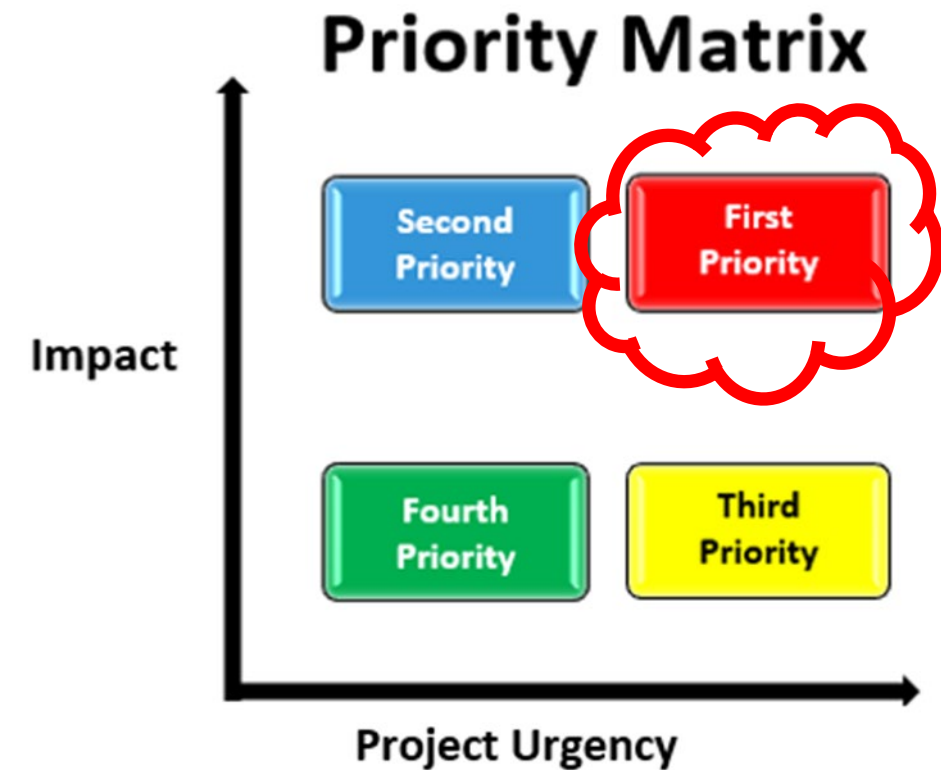 Priority Matrix
Second
Priority
First
Priority
Impact
Fourth
Priority
Third
Priority
Project Urgency